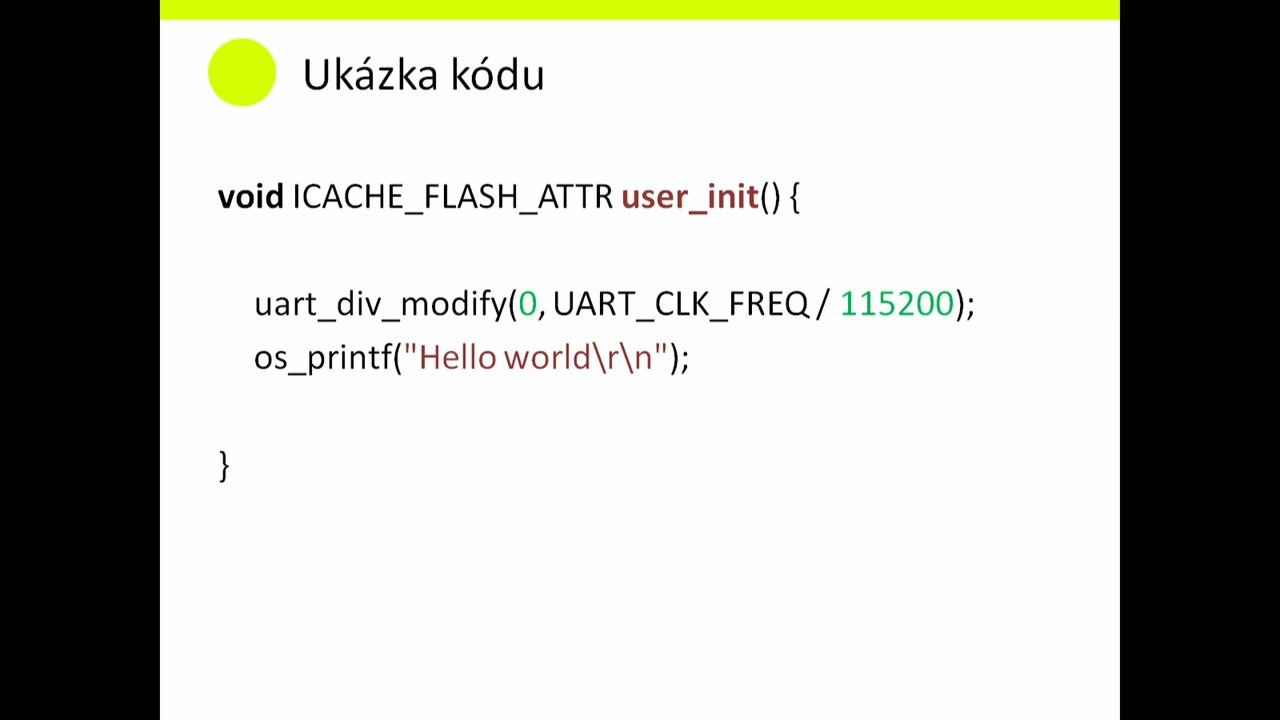 Ukázka kódu
void ICACHE_FLASH_ATTR user_init() {
uart_div_modify(0, UART_CLK_FREQ / 115200);
os_printf("Hello world\r\n");
}